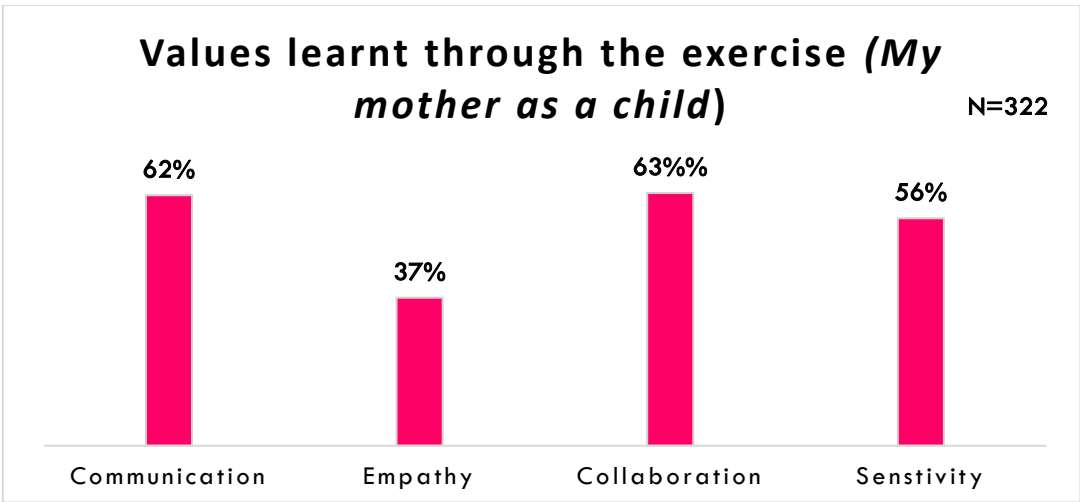 Values learnt through the exercise (My
mother as a child)
N=322
62%
37%
63%%
56%
Communication
Empathy
Collaboration
Senstivity